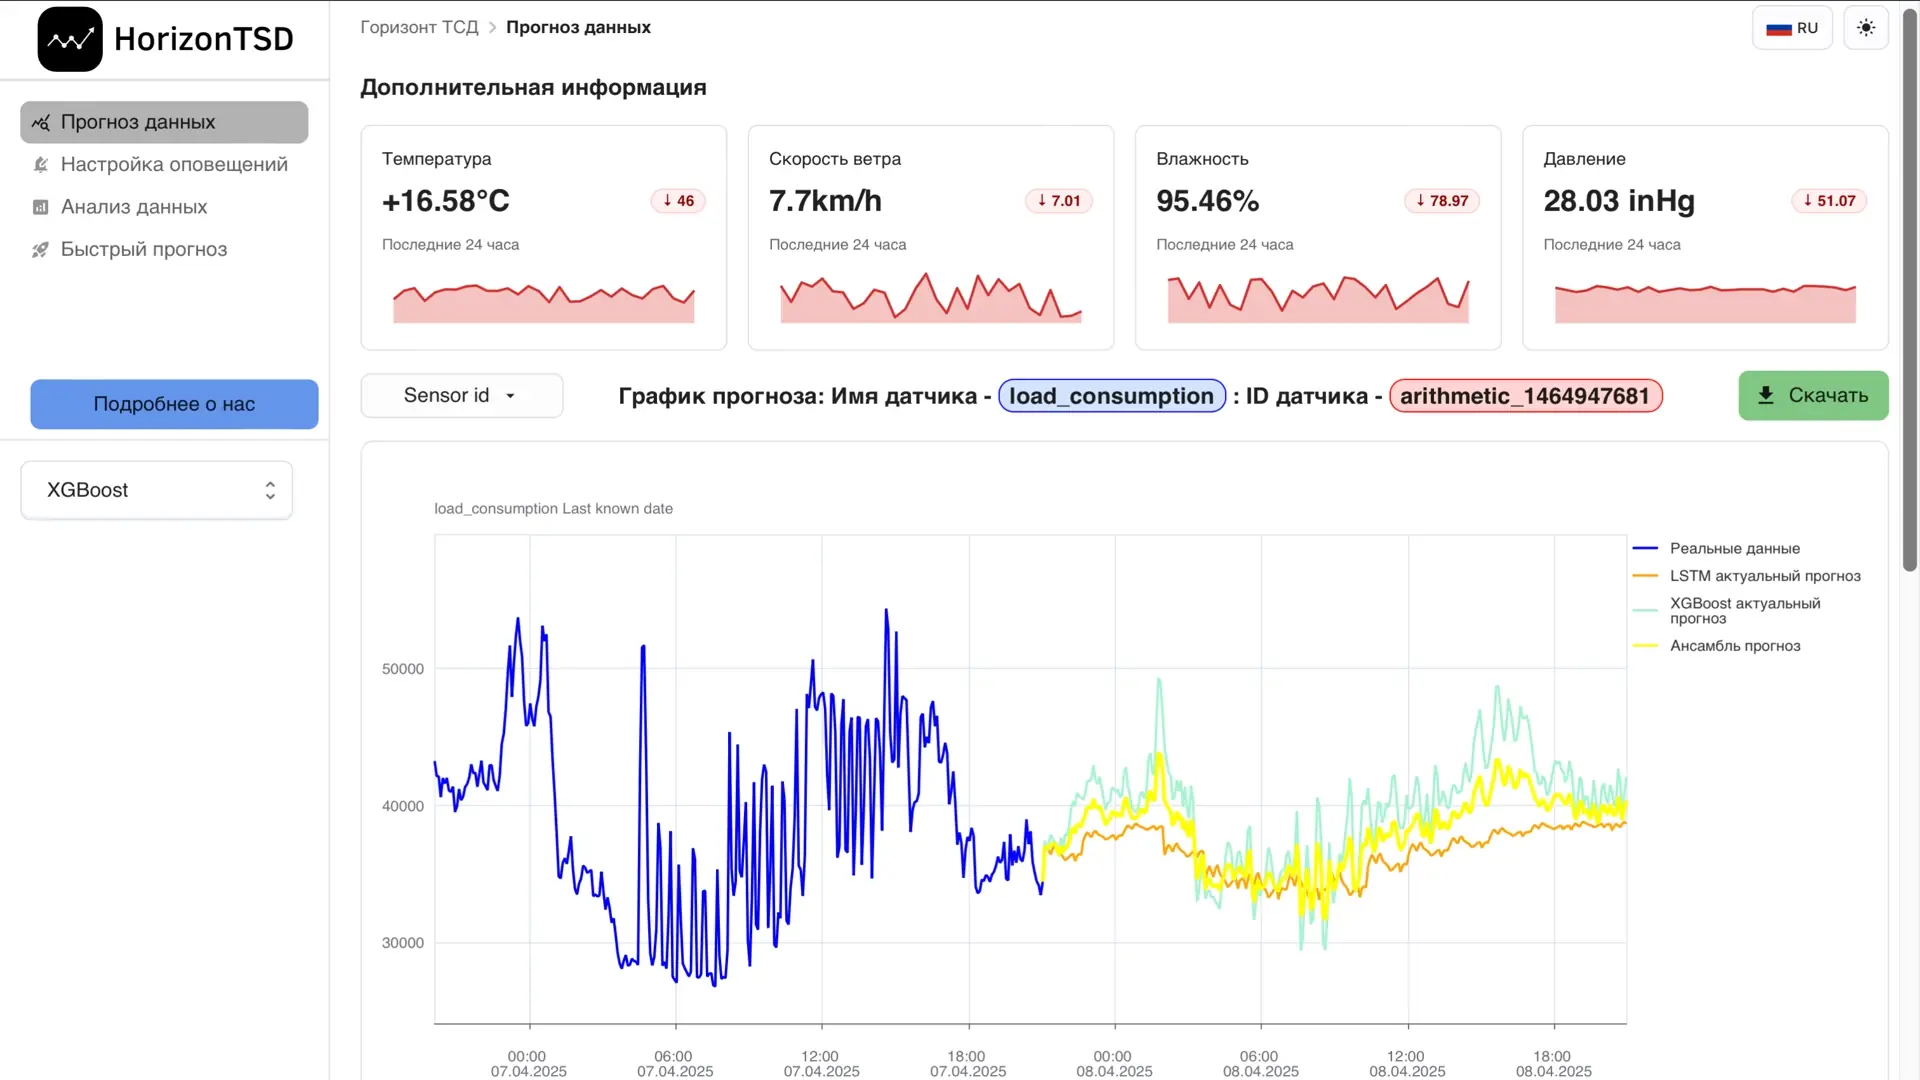 HorizonTSD
Прогноз данных
Настройка оповещений
Анализ данных
Быстрый прогноз
Подробнее о нас
XGBoost
Горизонт ТСД > Прогноз данных
RU
Дополнительная информация
Температура
+16.58°C
↓ 46
Последние 24 часа
Скорость ветра
7.7km/h
↓ 7.01
Последние 24 часа
Влажность
95.46%
↓ 78.97
Последние 24 часа
Давление
28.03 inHg
↓ 51.07
Последние 24 часа
Sensor id
График прогноза: Имя датчика - load_consumption : ID датчика - arithmetic_1464947681
Скачать
load_consumption Last known date
Реальные данные
LSTM актуальный прогноз
XGBoost актуальный
прогноз
Ансамбль прогноз
50000
40000
30000
00:00
07.04.2025
06:00
07.04.2025
12:00
07.04.2025
18:00
07.04.2025
00:00
08.04.2025
06:00
08.04.2025
12:00
08.04.2025
18:00
08.04.2025